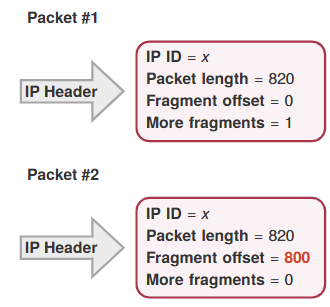 Packet #1
IP Header
IP ID = x
Packet length = 820
Fragment offset = 0
More fragments = 1
Packet #2
IP Header
IP ID = x
Packet length = 820
Fragment offset = 800
More fragments = 0